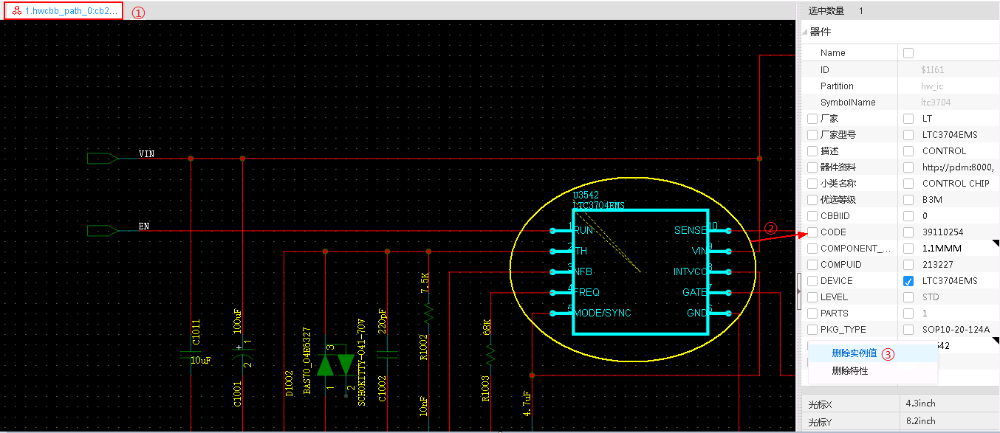 1.hwcbb_path_0:cb2...
①
VIN
EN
U3542
LTC3704EMS
1
RUN
2
TH
3
NFB
4
FREQ
5
MODE/SYNC
SENSE
10
VIN
9
INTVCC
8
GATE
7
GND
6
②
C1011
10uF
100uF
+
1
2
C1001
D1002
BAS70_04E6327
3
1
2
SCHOKITTY-041-70V
220pF
C1002
7.5K
R1002
10nF
68K
R1003
4.7uF
选中数量 1
器件
Name
ID $1I61
Partition hw_ic
SymbolName ltc3704
厂家 LT
厂家型号 LTC3704EMS
描述 CONTROL
器件资料 http://pdm:8000,
小类名称 CONTROL CHIP
优选等级 B3M
CBBIID 0
CODE 39110254
COMPONENT_... 1.1MMM
COMPUID 213227
DEVICE LTC3704EMS
LEVEL STD
PARTS 1
PKG_TYPE SOP10-20-124A
542
删除实例值 ③
删除特性
光标X 4.3inch
光标Y 8.2inch